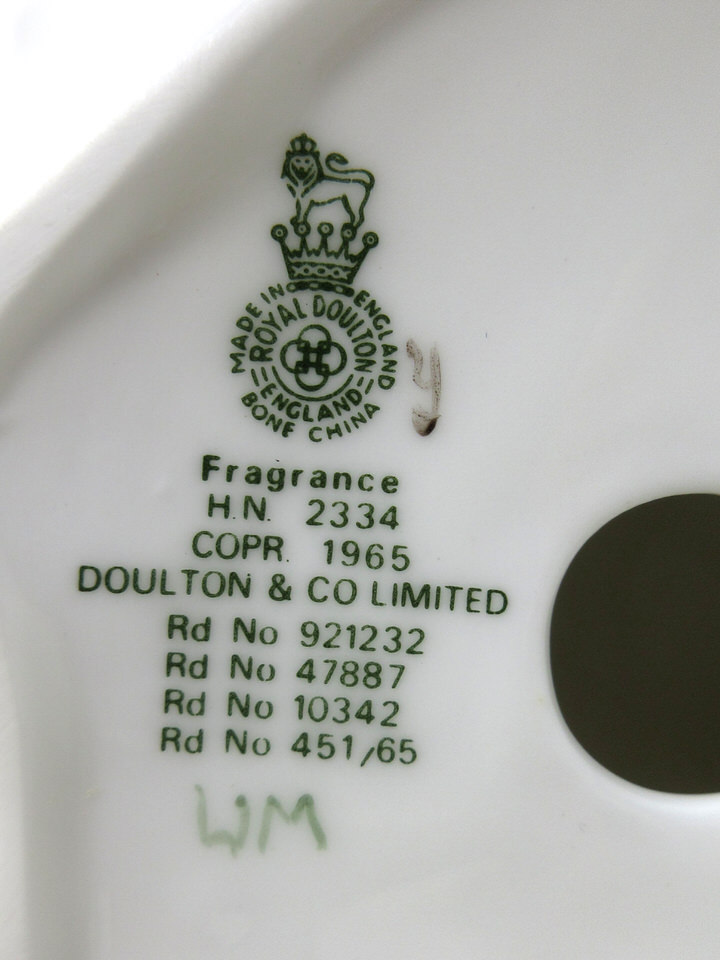 MADE IN ENGLAND
ROYAL DOULTON
ENGLAND
BONE CHINA
Fragrance
H.N. 2334
COPR. 1965
DOULTON & CO LIMITED
Rd No 921232
Rd No 47887
Rd No 10342
Rd No 451/65
WM